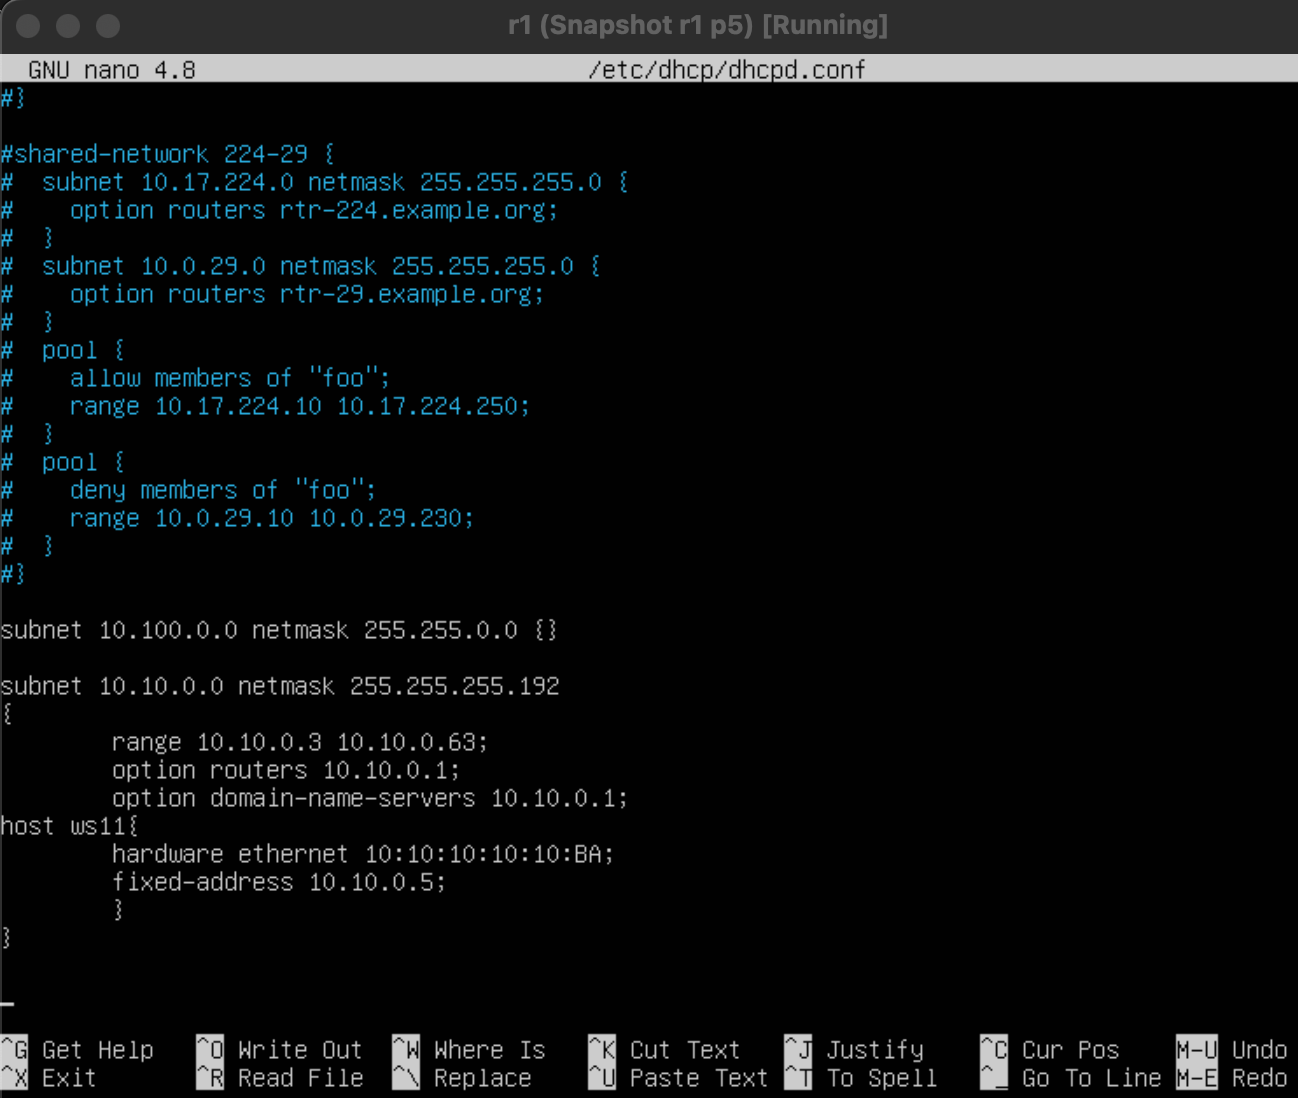 r1 (Snapshot r1 p5) [Running]
GNU nano 4.8 /etc/dhcp/dhcpd.conf
#}
#shared-network 224-29 {
#  subnet 10.17.224.0 netmask 255.255.255.0 {
#    option routers rtr-224.example.org;
#  }
#  subnet 10.0.29.0 netmask 255.255.255.0 {
#    option routers rtr-29.example.org;
#  }
#  pool {
#    allow members of "foo";
#    range 10.17.224.10 10.17.224.250;
#  }
#  pool {
#    deny members of "foo";
#    range 10.0.29.10 10.0.29.230;
#  }
#}
subnet 10.100.0.0 netmask 255.255.0.0 {}
subnet 10.10.0.0 netmask 255.255.255.192
{
        range 10.10.0.3 10.10.0.63;
        option routers 10.10.0.1;
        option domain-name-servers 10.10.0.1;
host ws11{
        hardware ethernet 10:10:10:10:10:BA;
        fixed-address 10.10.0.5;
        }
}
^G Get Help ^O Write Out ^W Where Is ^K Cut Text ^J Justify ^C Cur Pos M-U Undo
^X Exit ^R Read File ^\ Replace ^U Paste Text ^T To Spell ^_ Go To Line M-E Redo